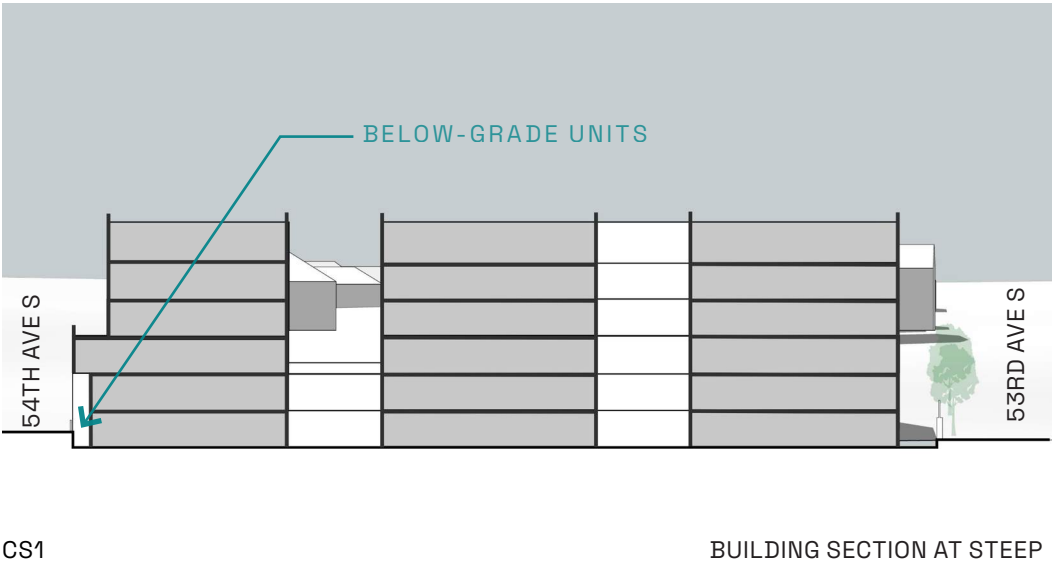 BELOW-GRADE UNITS
54TH AVE S
53RD AVE S
CS1
BUILDING SECTION AT STEEP